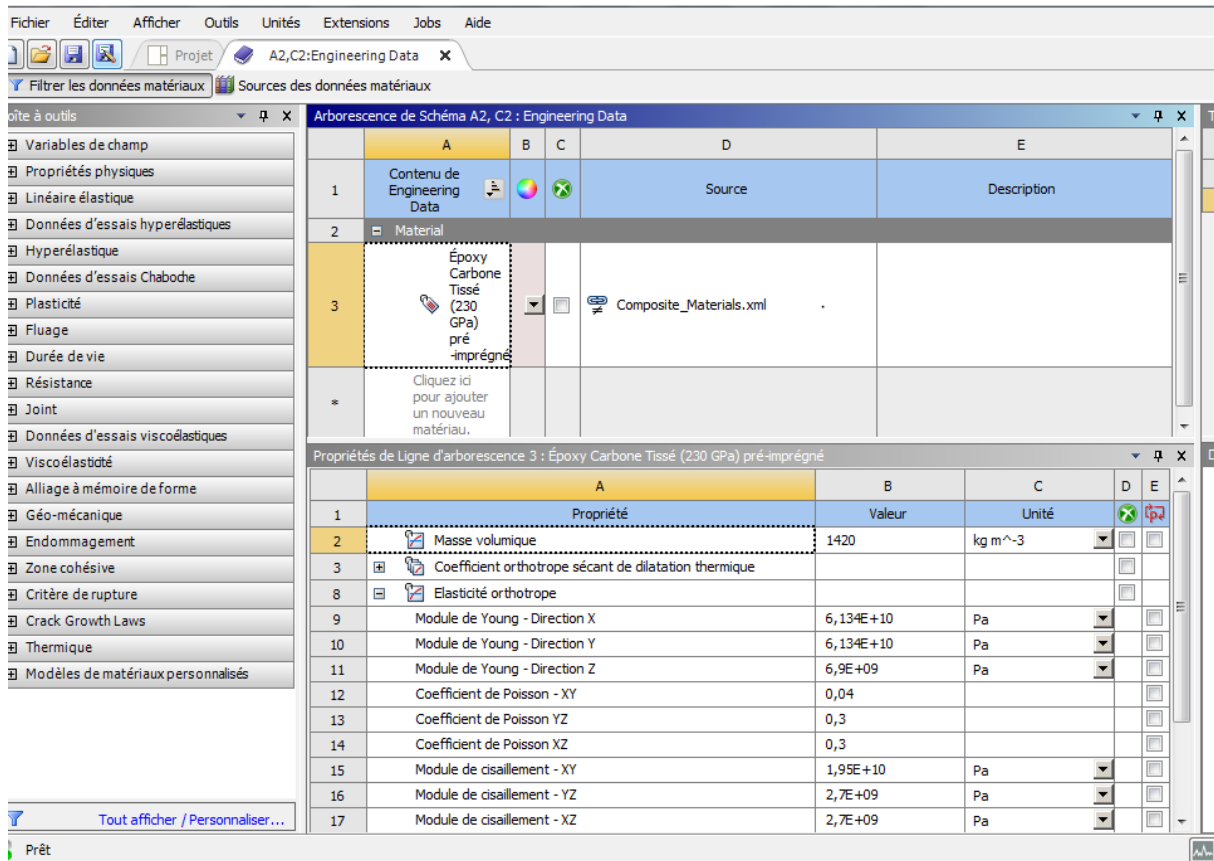 Fichier Éditer Afficher Outils Unités Extensions Jobs Aide
Projet A2,C2:Engineering Data
Filtrer les données matériaux Sources des données matériaux
oîte à outils
Variables de champ
Propriétés physiques
Linéaire élastique
Données d'essais hyperélastiques
Hyperélastique
Données d'essais Chaboche
Plasticité
Fluage
Durée de vie
Résistance
Joint
Données d'essais viscoélastiques
Viscoélasticité
Alliage à mémoire de forme
Géo-mécanique
Endommagement
Zone cohésive
Critère de rupture
Crack Growth Laws
Thermique
Modèles de matériaux personnalisés
Tout afficher / Personnaliser...
Arborescence de Schéma A2, C2 : Engineering Data
A B C D E
1 Contenu de Engineering Data Source Description
2 Material
3 Époxy Carbone Tissé (230 GPa) pré -imprégné Composite_Materials.xml
* Cliquez ici pour ajouter un nouveau matériau.
Propriétés de Ligne d'arborescence 3 : Époxy Carbone Tissé (230 GPa) pré-imprégné
A B C D E
1 Propriété Valeur Unité
2 Masse volumique 1420 kg m^-3
3 Coefficient orthotrope sécant de dilatation thermique
8 Elasticité orthotrope
9 Module de Young - Direction X 6,134E+10 Pa
10 Module de Young - Direction Y 6,134E+10 Pa
11 Module de Young - Direction Z 6,9E+09 Pa
12 Coefficient de Poisson - XY 0,04
13 Coefficient de Poisson YZ 0,3
14 Coefficient de Poisson XZ 0,3
15 Module de cisaillement - XY 1,95E+10 Pa
16 Module de cisaillement - YZ 2,7E+09 Pa
17 Module de cisaillement - XZ 2,7E+09 Pa
Prêt